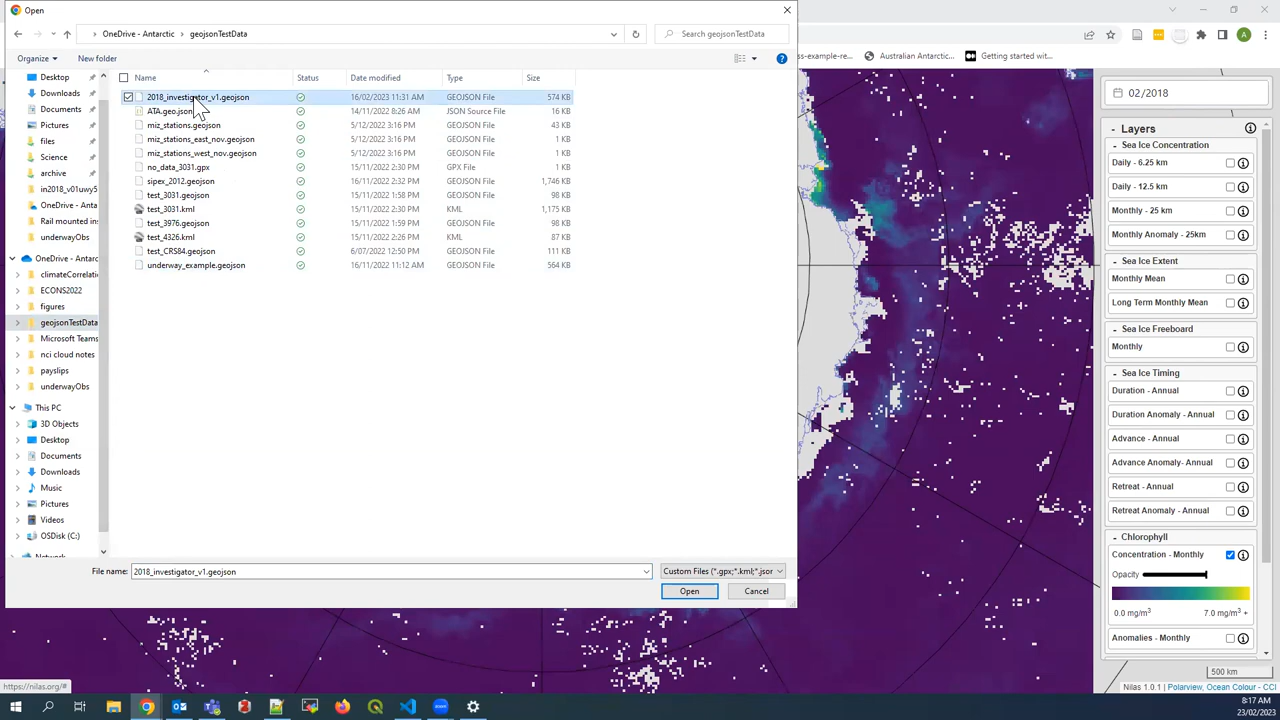 Open
OneDrive - Antarctic
geojsonTestData
Search geojsonTestData
Organize
New folder
Name
Status
Date modified
Type
Size
2018_investigator_v1.geojson
16/02/2023 11:31 AM
GEOJSON File
574 KB
ATA.geo.json
14/11/2022 8:26 AM
JSON Source File
16 KB
miz_stations.geojson
5/12/2022 3:16 PM
GEOJSON File
43 KB
miz_stations_east_nov.geojson
5/12/2022 3:16 PM
GEOJSON File
1 KB
miz_stations_west_nov.geojson
5/12/2022 3:16 PM
GEOJSON File
1 KB
no_data_3031.gpx
15/11/2022 2:30 PM
GPX File
1 KB
sipex_2012.geojson
16/11/2022 2:32 PM
GEOJSON File
1,746 KB
test_3031.geojson
15/11/2022 1:58 PM
GEOJSON File
98 KB
test_3031.kml
15/11/2022 2:30 PM
KML
1,175 KB
test_3976.geojson
15/11/2022 12:59 PM
GEOJSON File
98 KB
test_4326.kml
15/11/2022 2:26 PM
KML
87 KB
test_CRS84.geojson
6/07/2022 12:50 PM
GEOJSON File
111 KB
underway_example.geojson
16/11/2022 11:12 AM
GEOJSON File
564 KB
Desktop
Downloads
Documents
Pictures
files
Science
archive
in2018_v01uwy5
OneDrive - Anta
Rail mounted in
underwayObs
OneDrive - Antarc
climateCorrelatio
ECONS2022
figures
geojsonTestData
Microsoft Teams
nci cloud notes
payslips
underwayObs
This PC
3D Objects
Desktop
Documents
Downloads
Music
Pictures
Videos
OSDisk (C:)
Network
File name:
2018_investigator_v1.geojson
Custom Files (*.gpx;*.kml;*.jsor
Open
Cancel
ss-example-re...
Australian Antarctic...
Getting started wit...
A
02/2018
- Layers
- Sea Ice Concentration
Daily - 6.25 km
Daily - 12.5 km
Monthly - 25 km
Monthly Anomaly - 25km
- Sea Ice Extent
Monthly Mean
Long Term Monthly Mean
- Sea Ice Freeboard
Monthly
- Sea Ice Timing
Duration - Annual
Duration Anomaly - Annual
Advance - Annual
Advance Anomaly- Annual
Retreat - Annual
Retreat Anomaly - Annual
- Chlorophyll
Concentration - Monthly
Opacity
0.0 mg/m³
7.0 mg/m³ +
Anomalies - Monthly
500 km
Nilas 1.0.1 | Polarview, Ocean Colour - CCI
https://nilas.org/#
8:17 AM
23/02/2023